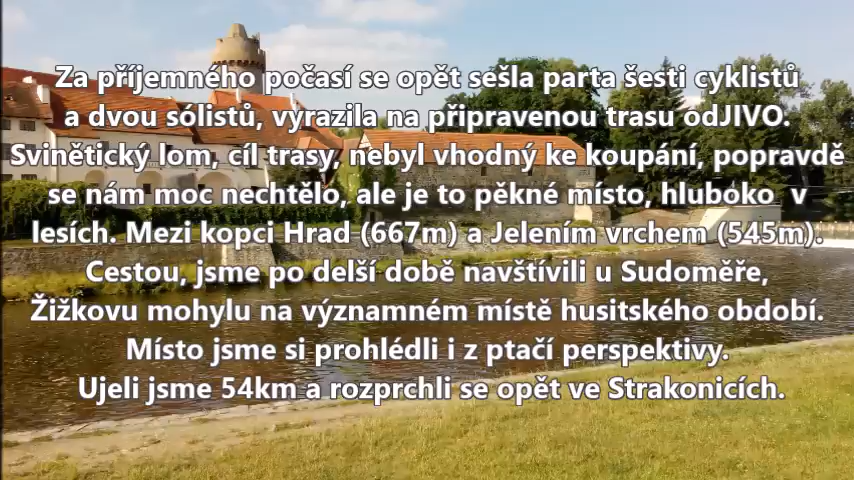 Za příjemného počasí se opět sešla parta šesti cyklistů
a dvou sólistů, vyrazila na připravenou trasu odJIVO.
Svinětický lom, cíl trasy, nebyl vhodný ke koupání, popravdě
se nám moc nechtělo, ale je to pěkné místo, hluboko v
lesích. Mezi kopci Hrad (667m) a Jelením vrchem (545m).
Cestou, jsme po delší době navštívili u Sudoměře,
Žižkovu mohylu na významném místě husitského období.
Místo jsme si prohlédli i z ptačí perspektivy.
Ujeli jsme 54km a rozprchli se opět ve Strakonicích.